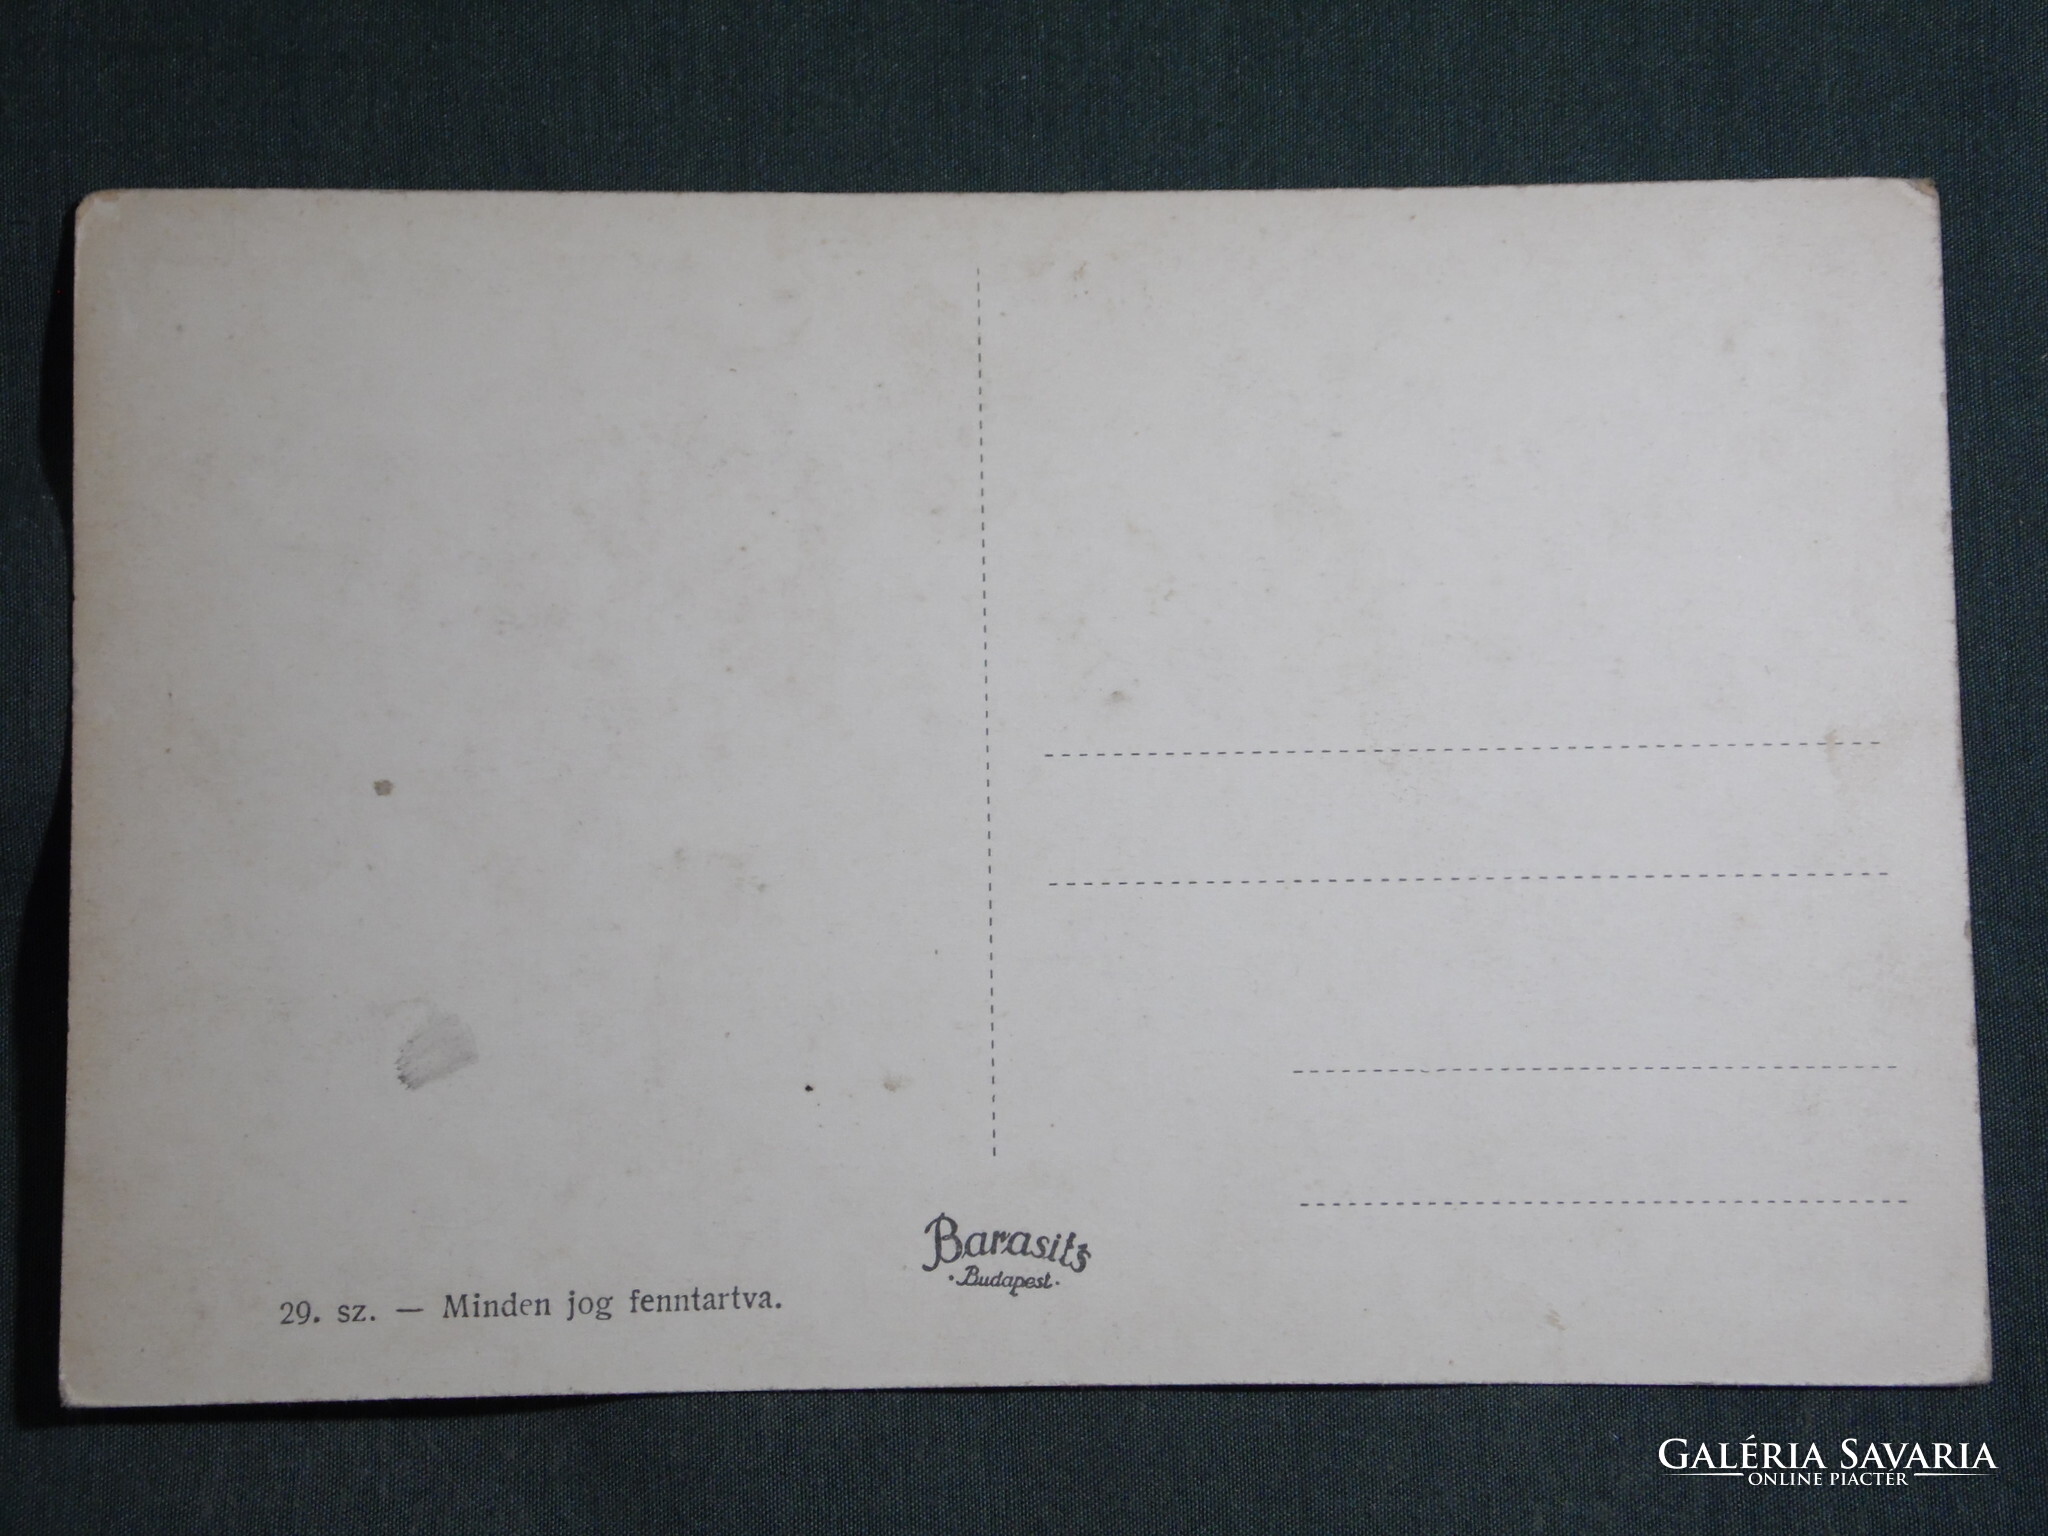 Barasits
·Budapest·
29. sz. — Minden jog fenntartva.
GALÉRIA SAVARIA
ONLINE PIACTÉR